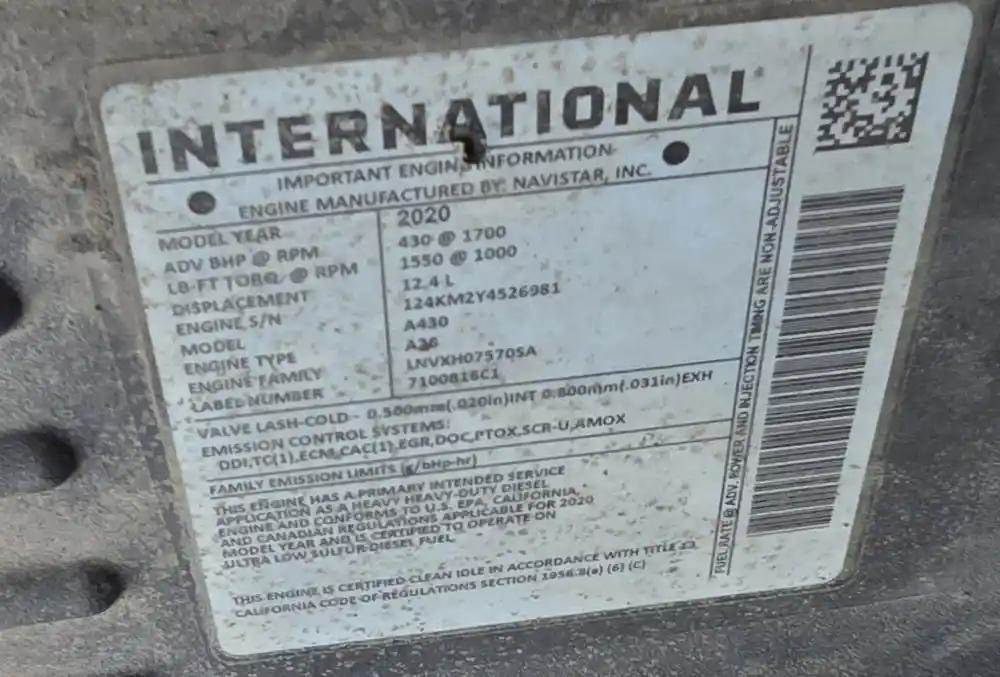 INTERNATIONAL
IMPORTANT ENGINE INFORMATION
ENGINE MANUFACTURED BY: NAVISTAR, INC.
MODEL YEAR 2020
ADV BHP @ RPM 430 @ 1700
LB-FT TORQ @ RPM 1550 @ 1000
DISPLACEMENT 12.4 L
ENGINE S/N 124KM2Y4526981
MODEL A430
ENGINE TYPE A26
ENGINE FAMILY LNVXH07570SA
LABEL NUMBER 7100816C1
VALVE LASH-COLD - 0.500mm(.020in)INT 0.800mm(.031in)EXH
EMISSION CONTROL SYSTEMS:
DDI,TC(1),ECM,CAC(1),EGR,DOC,PTOX,SCR-U,AMOX
FAMILY EMISSION LIMITS (g/bHp-hr)
THIS ENGINE HAS A PRIMARY INTENDED SERVICE
APPLICATION AS A HEAVY HEAVY-DUTY DIESEL
ENGINE AND CONFORMS TO U.S. EPA, CALIFORNIA,
AND CANADIAN REGULATIONS APPLICABLE FOR 2020
MODEL YEAR AND IS CERTIFIED TO OPERATE ON
ULTRA LOW SULFUR DIESEL FUEL
THIS ENGINE IS CERTIFIED CLEAN IDLE IN ACCORDANCE WITH TITLE 13
CALIFORNIA CODE OF REGULATIONS SECTION 1956.8(a) (6) (C)
FUEL RATE @ ADV. POWER AND INJECTION TIMING ARE NON-ADJUSTABLE